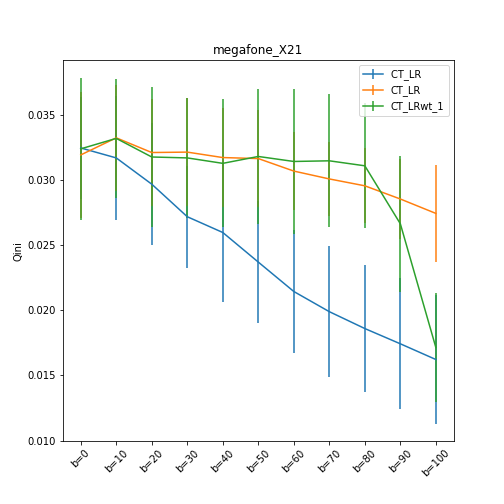 megafone_X21
CT_LR
CT_LR
CT_LRwt_1
Qini
0.035
0.030
0.025
0.020
0.015
0.010
b=0
b=10
b=20
b=30
b=40
b=50
b=60
b=70
b=80
b=90
b=100